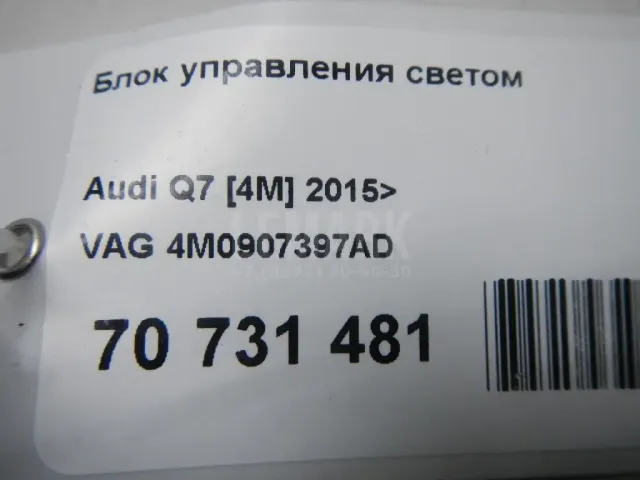 Блок управления светом
Audi Q7 [4M] 2015>
VAG 4M0907397AD
70 731 481